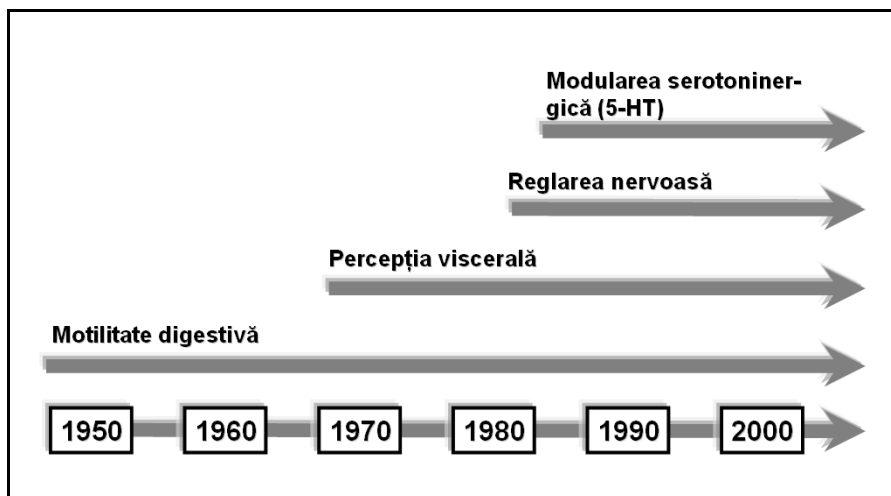 Modularea serotoniner-
gică (5-HT)
Reglarea nervoasă
Percepția viscerală
Motilitate digestivă
1950 1960 1970 1980 1990 2000